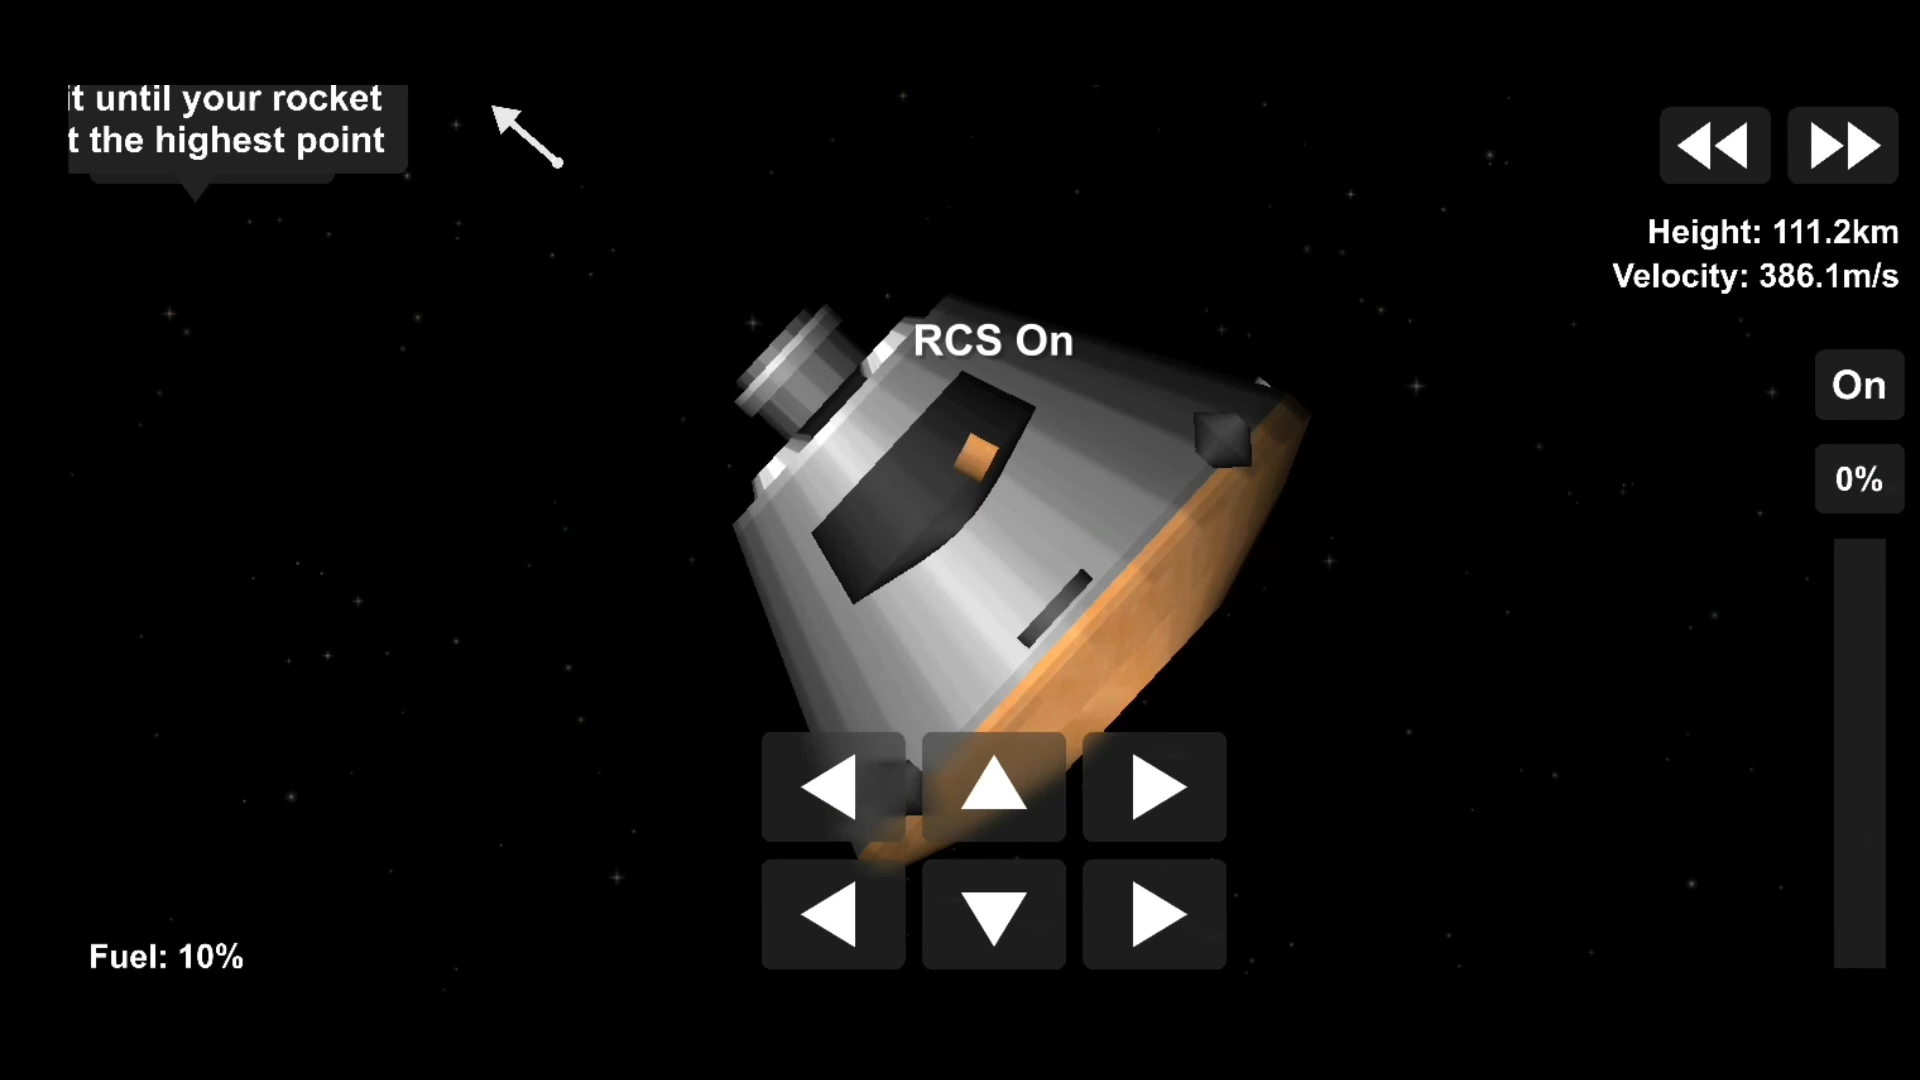 it until your rocket
t the highest point
Height: 111.2km
Velocity: 386.1m/s
RCS On
On
0%
Fuel: 10%